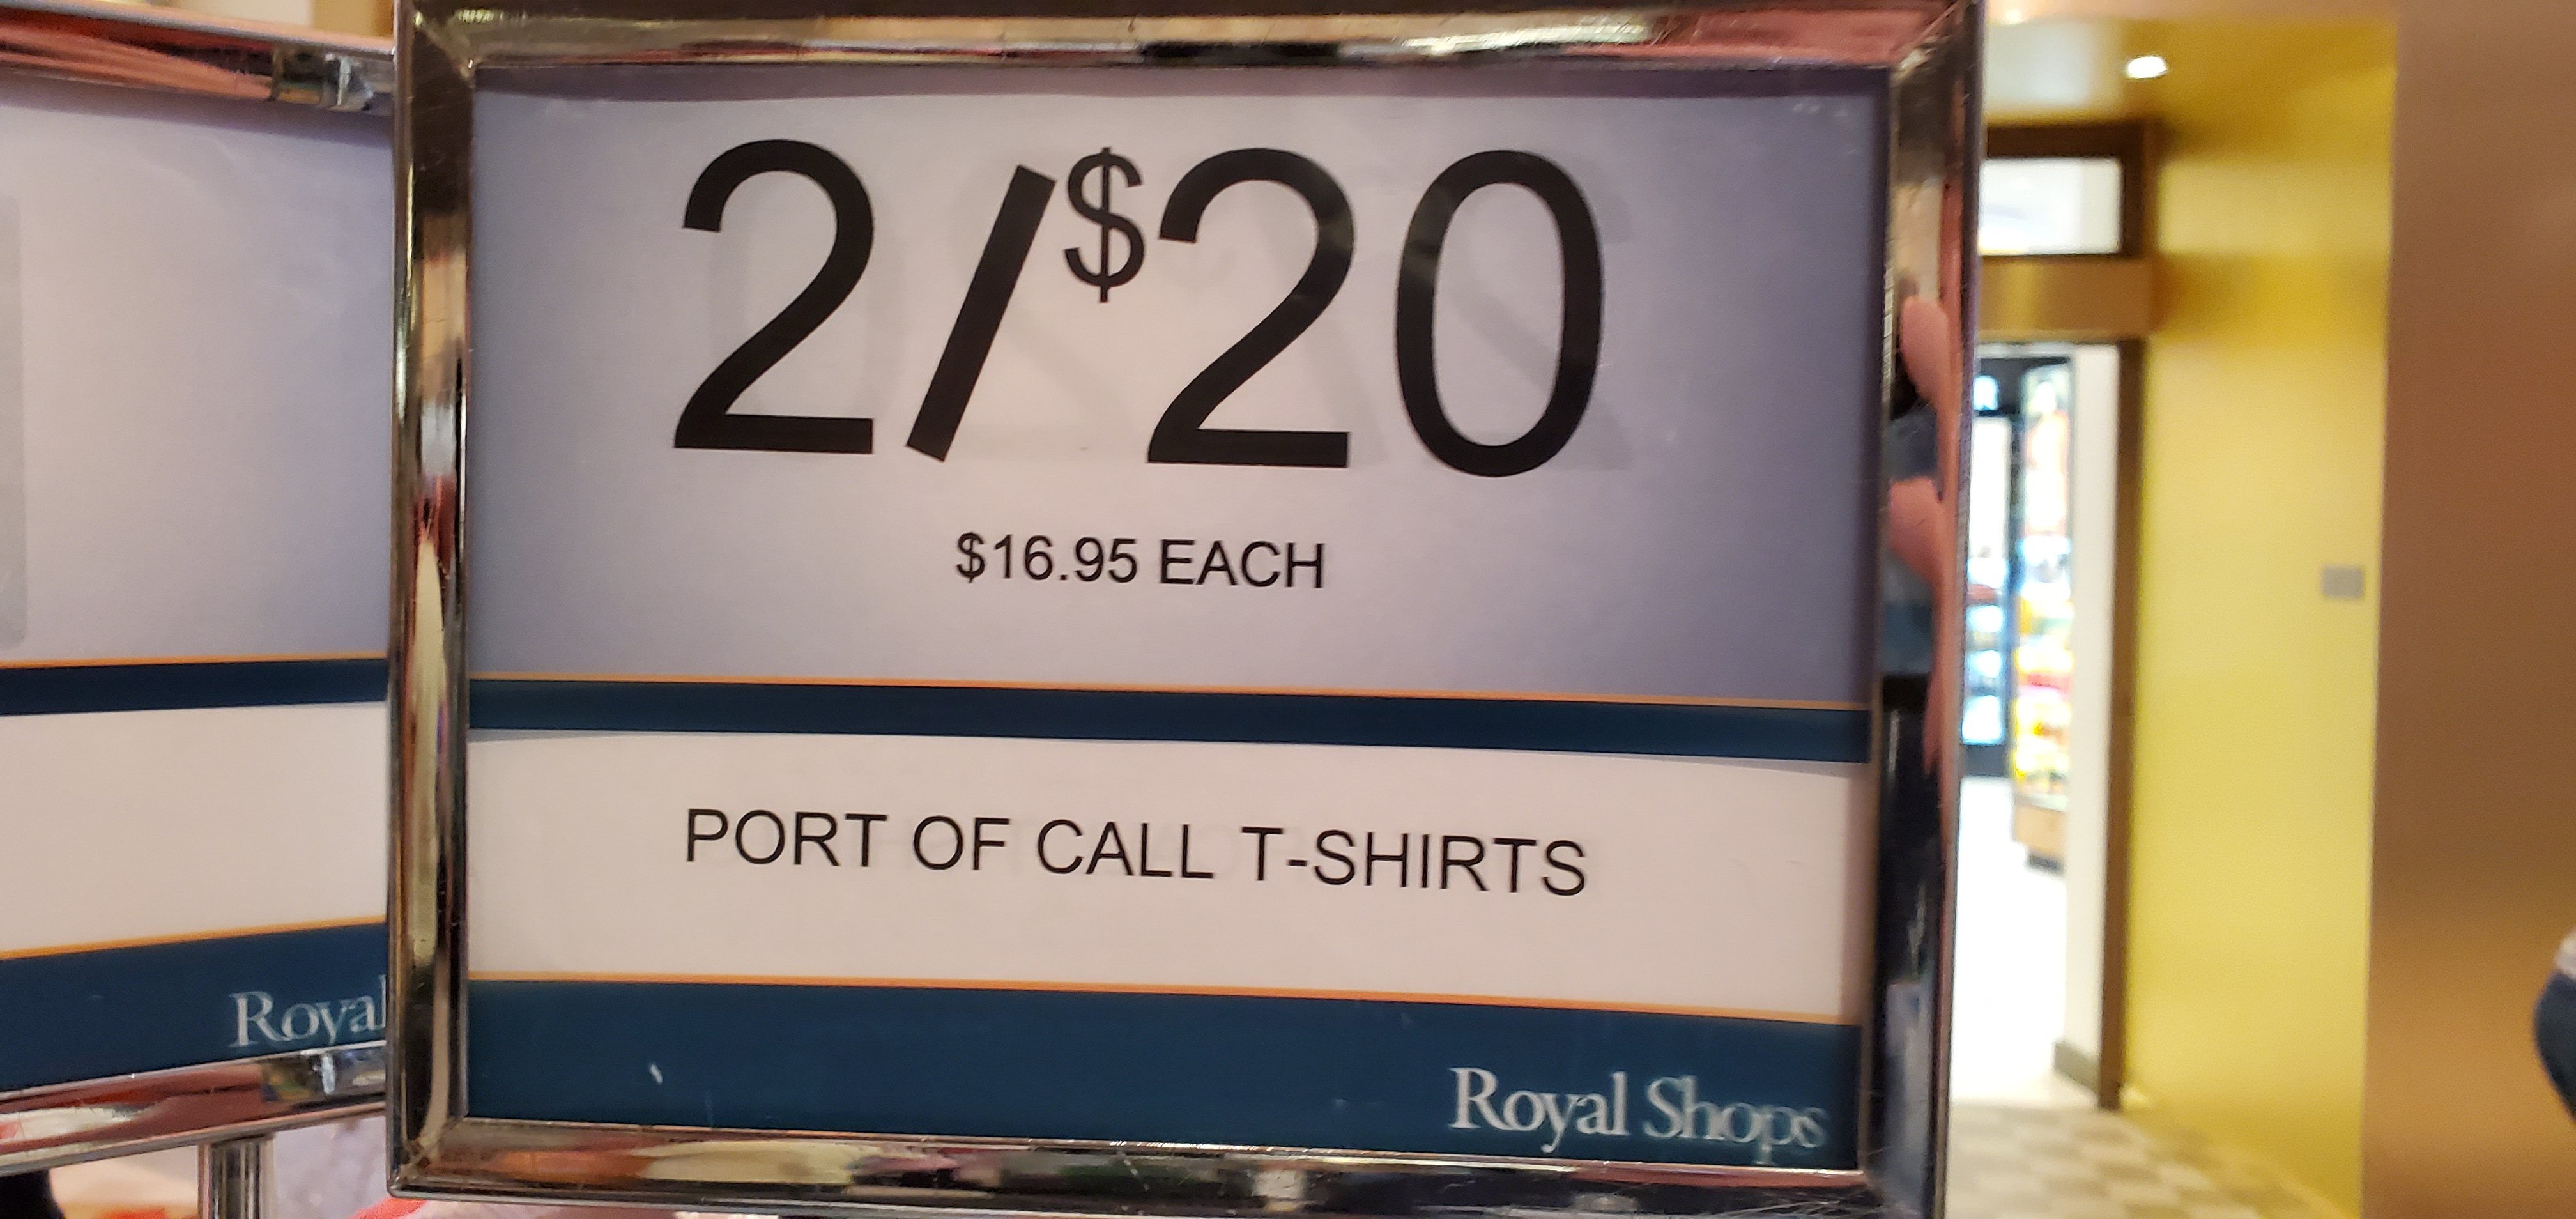 2/$20
$16.95 EACH
PORT OF CALL T-SHIRTS
Royal Shops
Royal